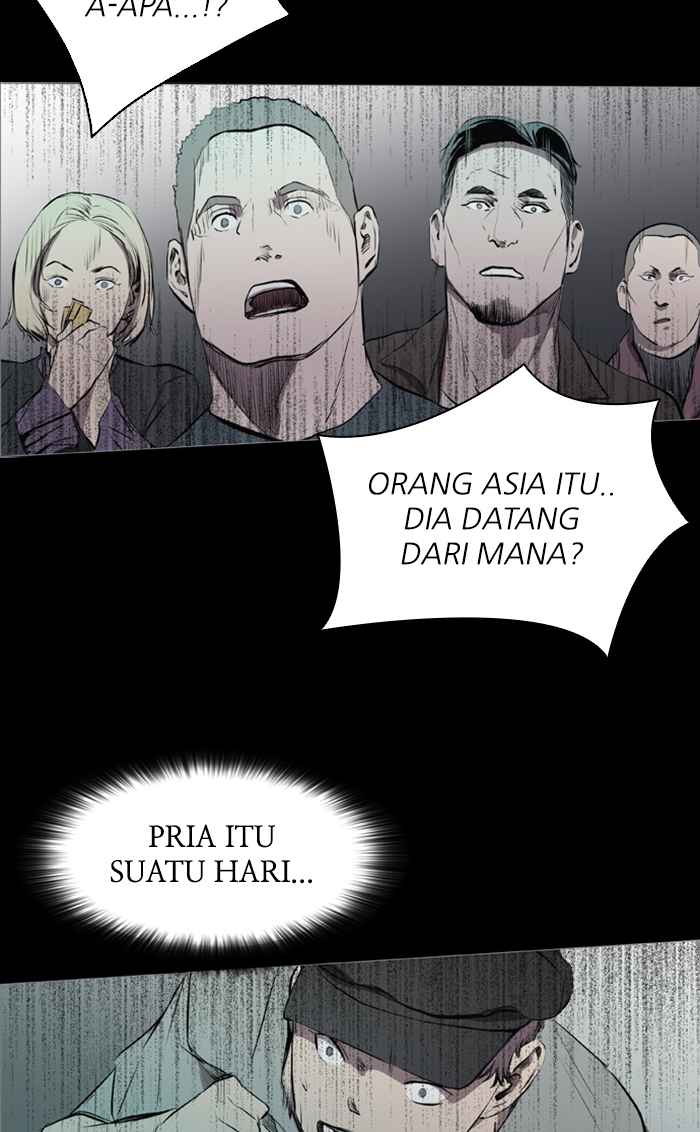 A-APA...!?
ORANG ASIA ITU..
DIA DATANG
DARI MANA?
PRIA ITU
SUATU HARI...